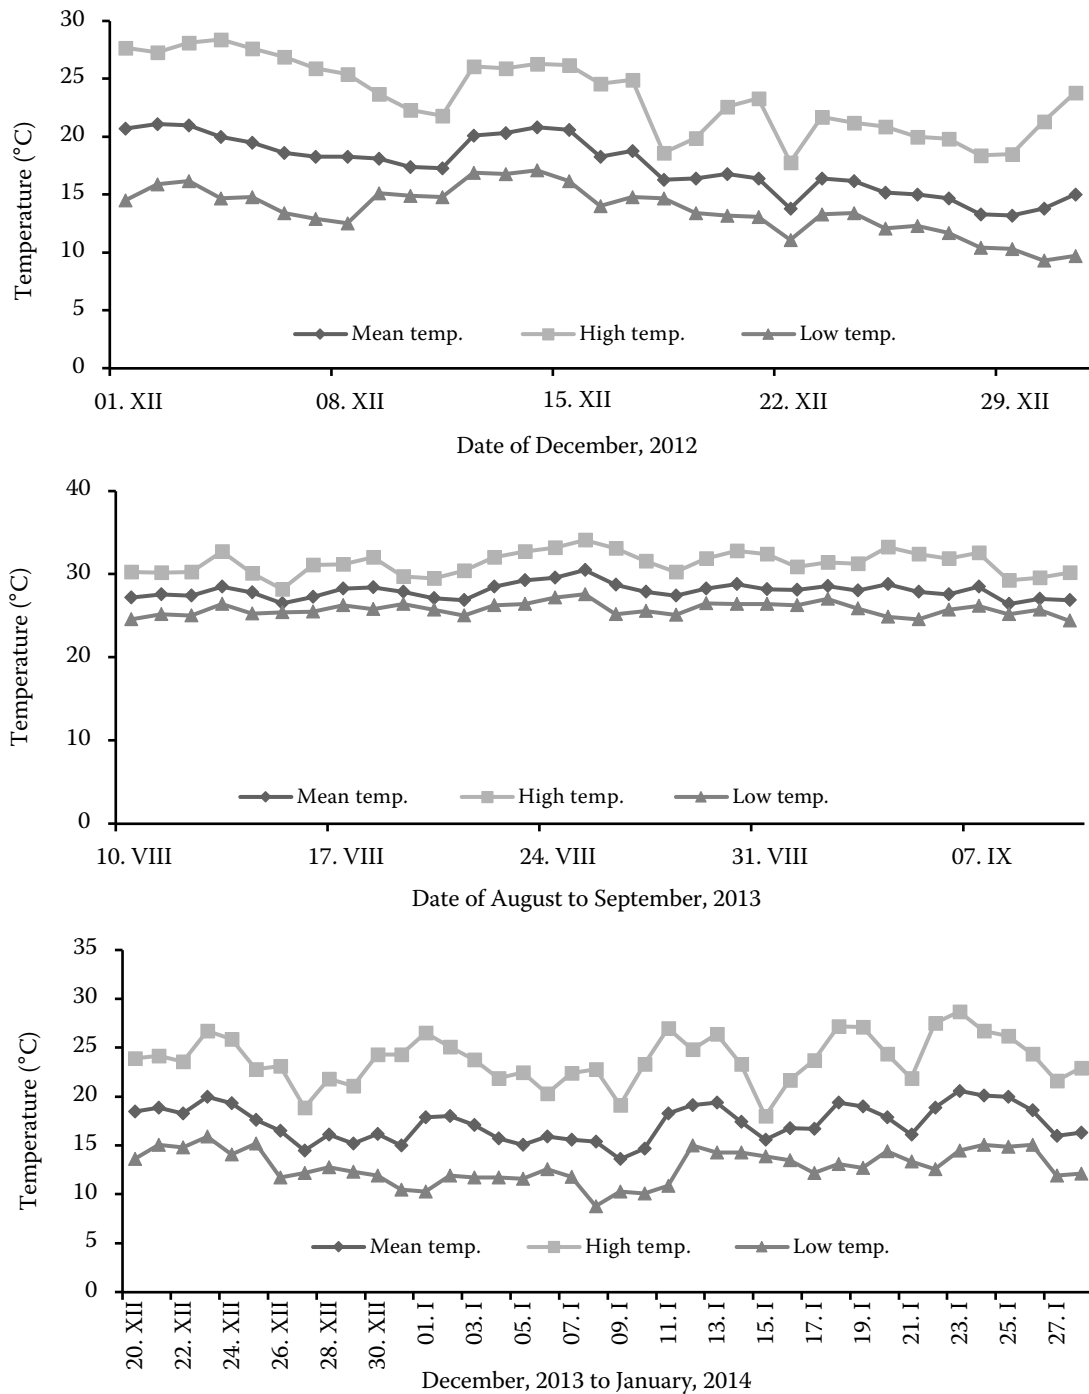 30
25
20
15
10
5
0
Temperature (°C)
Mean temp. High temp. Low temp.
01. XII 08. XII 15. XII 22. XII 29. XII
Date of December, 2012
40
30
20
10
0
Temperature (°C)
Mean temp. High temp. Low temp.
10. VIII 17. VIII 24. VIII 31. VIII 07. IX
Date of August to September, 2013
35
30
25
20
15
10
5
0
Temperature (°C)
Mean temp. High temp. Low temp.
20. XII 22. XII 24. XII 26. XII 28. XII 30. XII 01. I 03. I 05. I 07. I 09. I 11. I 13. I 15. I 17. I 19. I 21. I 23. I 25. I 27. I
December, 2013 to January, 2014